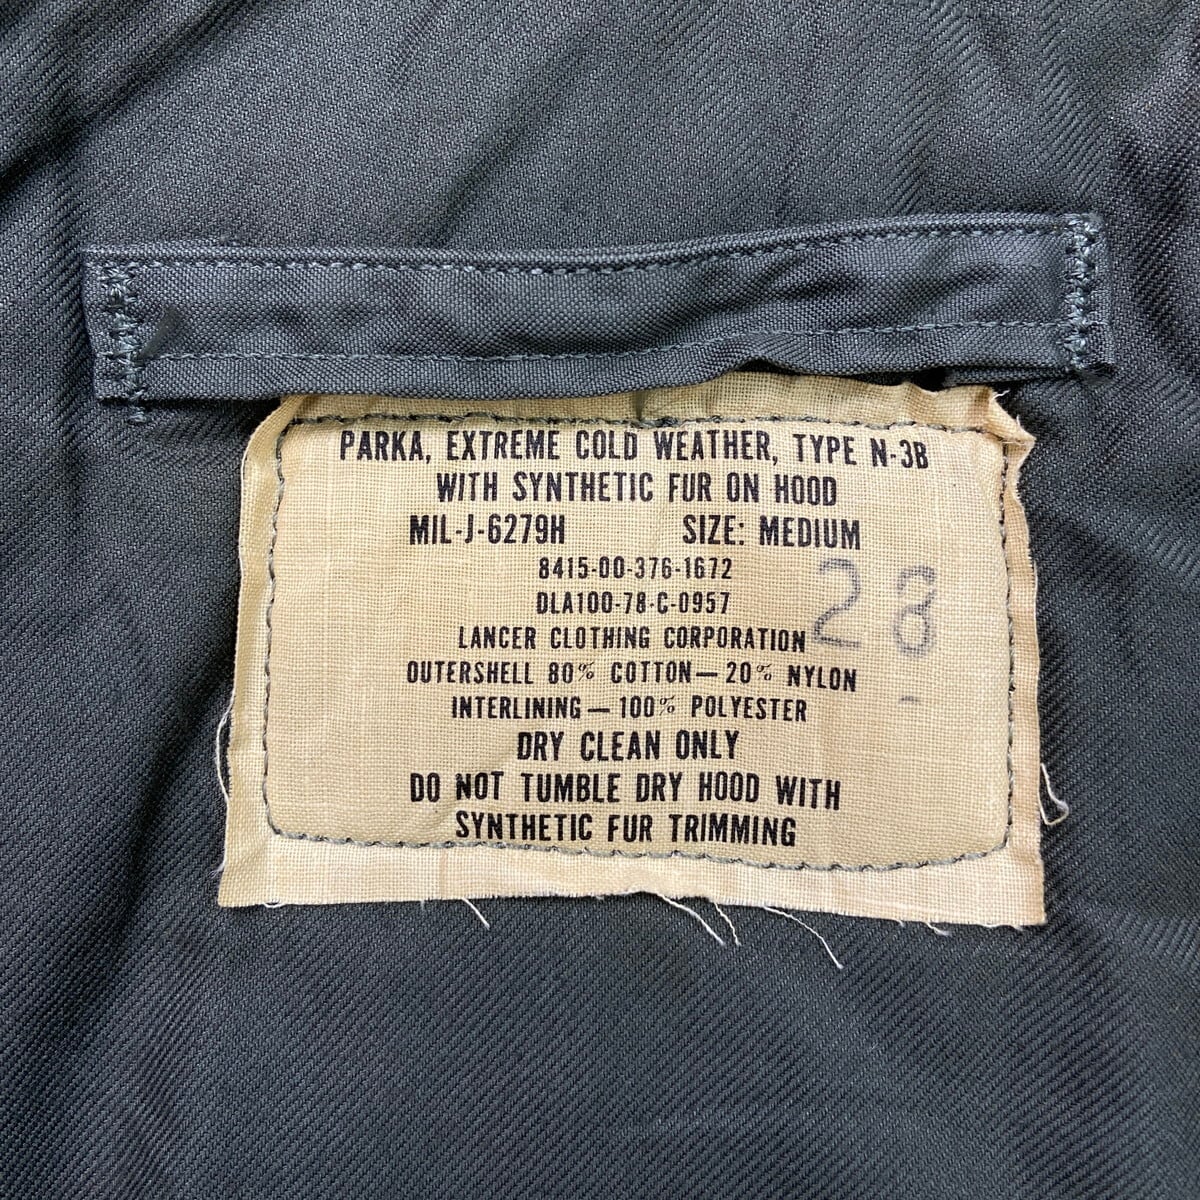 PARKA, EXTREME COLD WEATHER, TYPE N-3B
WITH SYNTHETIC FUR ON HOOD
MIL-J-6279H SIZE: MEDIUM
8415-00-376-1672
DLA100-78-C-0957
28
LANCER CLOTHING CORPORATION
OUTERSHELL 80% COTTON—20% NYLON
INTERLINING—100% POLYESTER
DRY CLEAN ONLY
DO NOT TUMBLE DRY HOOD WITH
SYNTHETIC FUR TRIMMING